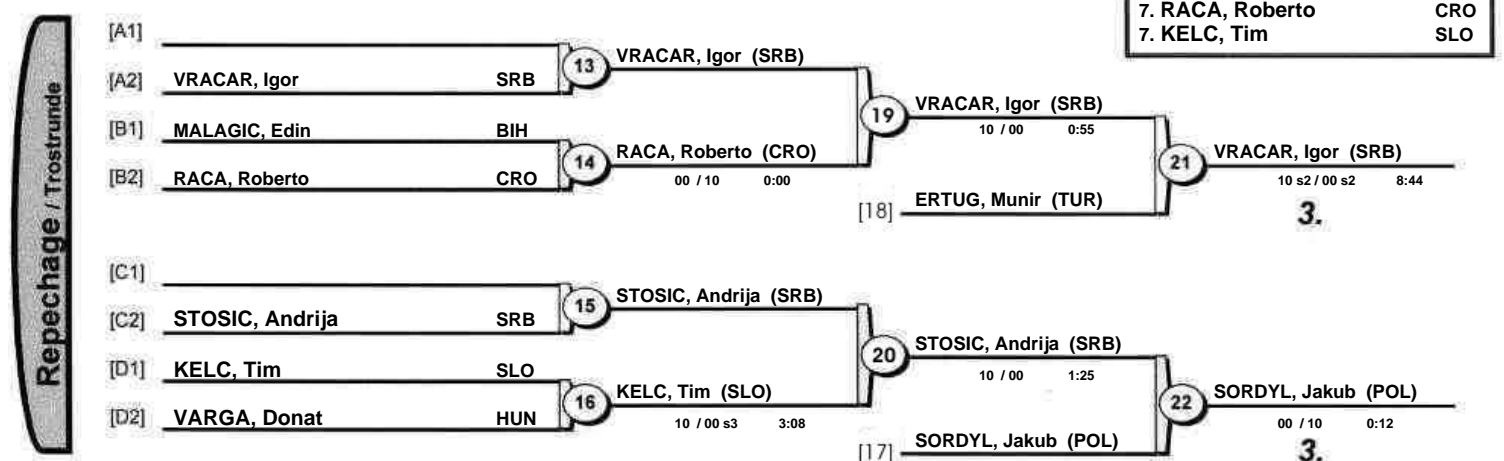 7. RACA, Roberto CRO
7. KELC, Tim SLO
Repechage / Trostrunde
[A1]
[A2] VRACAR, Igor SRB
13 VRACAR, Igor (SRB)
[B1] MALAGIC, Edin BIH
[B2] RACA, Roberto CRO
14 RACA, Roberto (CRO)
00 / 10 0:00
19 VRACAR, Igor (SRB)
10 / 00 0:55
[18] ERTUG, Munir (TUR)
21 VRACAR, Igor (SRB)
10 s2 / 00 s2 8:44
3.
[C1]
[C2] STOSIC, Andrija SRB
15 STOSIC, Andrija (SRB)
[D1] KELC, Tim SLO
[D2] VARGA, Donat HUN
16 KELC, Tim (SLO)
10 / 00 s3 3:08
20 STOSIC, Andrija (SRB)
10 / 00 1:25
[17] SORDYL, Jakub (POL)
22 SORDYL, Jakub (POL)
00 / 10 0:12
3.